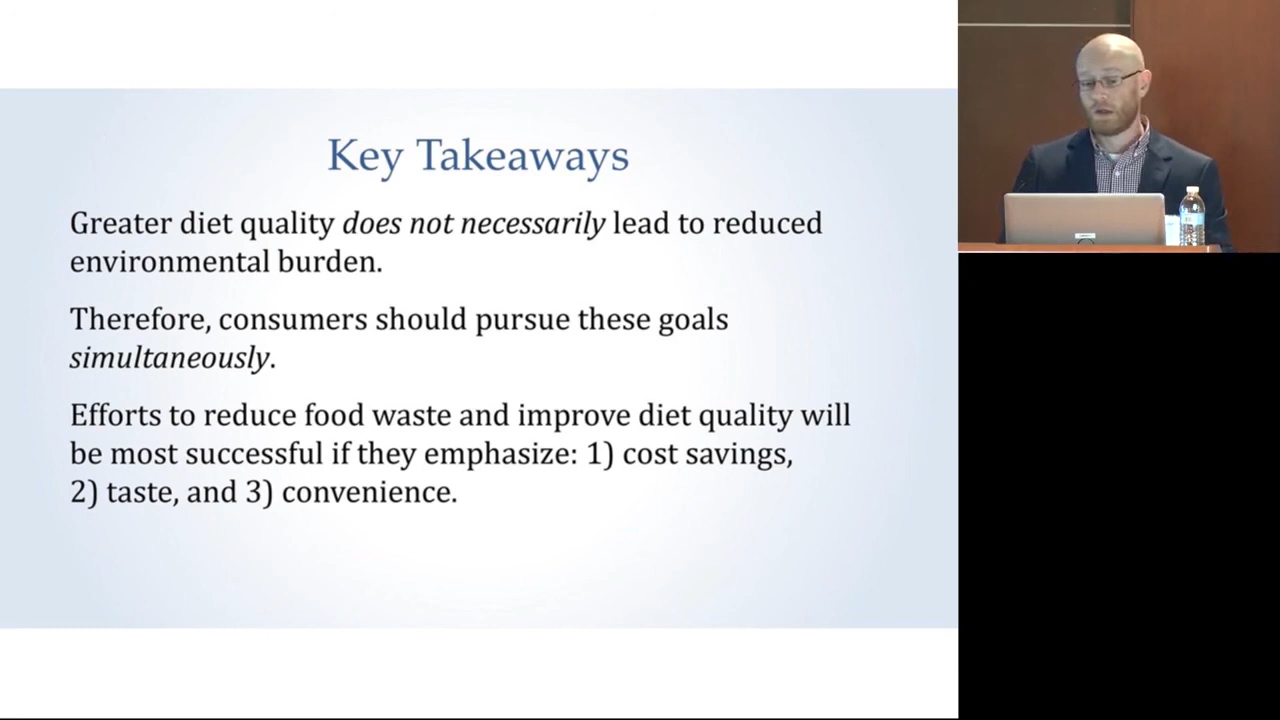 Key Takeaways
Greater diet quality does not necessarily lead to reduced
environmental burden.
Therefore, consumers should pursue these goals
simultaneously.
Efforts to reduce food waste and improve diet quality will
be most successful if they emphasize: 1) cost savings,
2) taste, and 3) convenience.